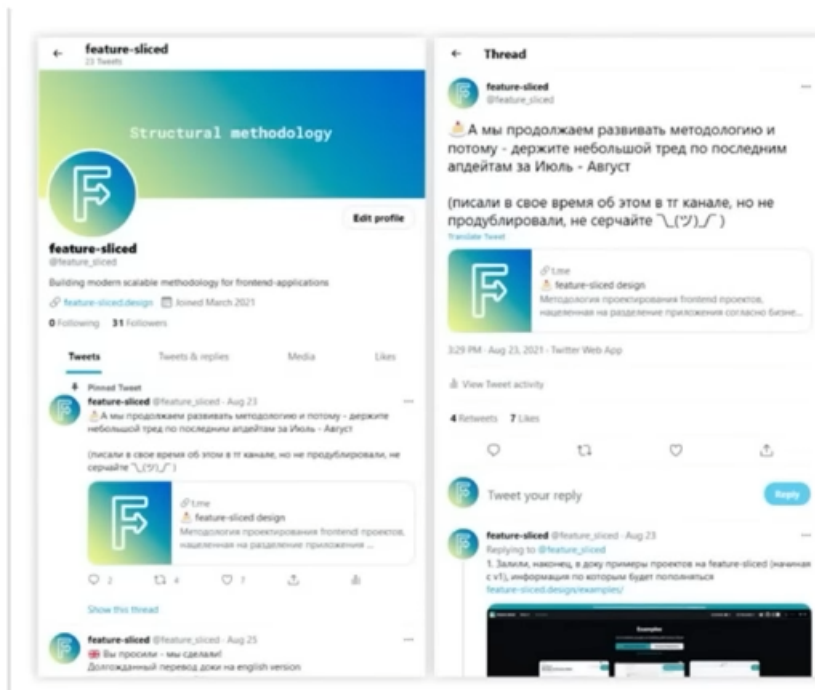 feature-sliced
23 Tweets
Structural methodology
Edit profile
feature-sliced
@feature_sliced
Building modern scalable methodology for frontend-applications
feature-sliced.design Joined March 2021
0 Following 31 Followers
Tweets Tweets & replies Media Likes
Pinned Tweet
feature-sliced @feature_sliced · Aug 23
А мы продолжаем развивать методологию и потому - держите
небольшой тред по последним апдейтам за Июль - Август
(писали в свое время об этом в тг канале, но не продублировали, не
серчайте ¯\_(ツ)_/¯ )
t.me
feature-sliced design
Методология проектирования frontend проектов,
нацеленная на разделение приложения ...
2 4 7
Show this thread
feature-sliced @feature_sliced · Aug 25
🇬🇧 Вы просили - мы сделали!
Долгожданный перевод доки на english version
Thread
feature-sliced
@feature_sliced
А мы продолжаем развивать методологию и
потому - держите небольшой тред по последним
апдейтам за Июль - Август
(писали в свое время об этом в тг канале, но не
продублировали, не серчайте ¯\_(ツ)_/¯ )
Translate Tweet
t.me
feature-sliced design
Методология проектирования frontend проектов,
нацеленная на разделение приложения согласно бизне...
3:29 PM · Aug 23, 2021 · Twitter Web App
View Tweet activity
4 Retweets 7 Likes
Tweet your reply Reply
feature-sliced @feature_sliced · Aug 23
Replying to @feature_sliced
1. Залили, наконец, в доку примеры проектов на feature-sliced (начиная
с v1), информация по которым будет пополняться
feature-sliced.design/examples/
Examples